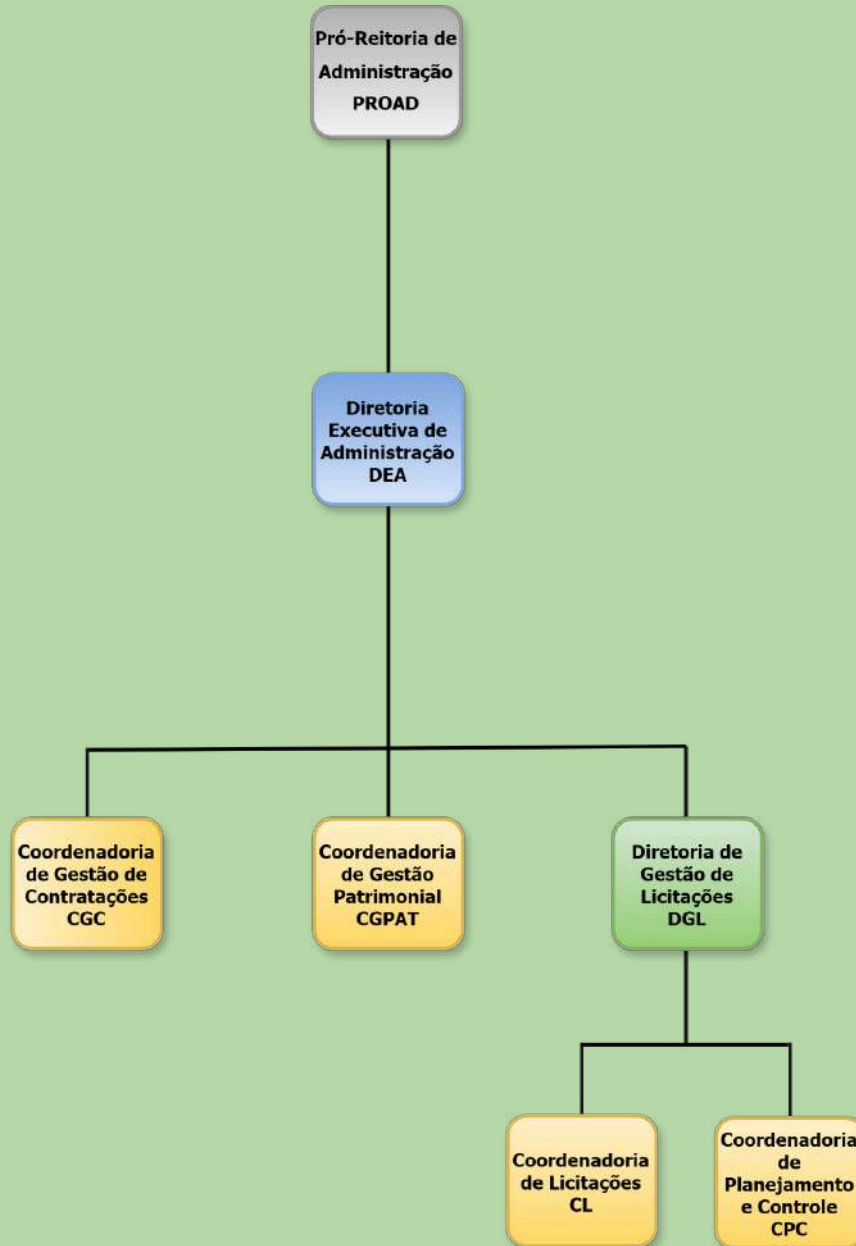 Pró-Reitoria de
Administração
PROAD
Diretoria
Executiva de
Administração
DEA
Coordenadoria
de Gestão de
Contratações
CGC
Coordenadoria
de Gestão
Patrimonial
CGPAT
Diretoria de
Gestão de
Licitações
DGL
Coordenadoria
de Licitações
CL
Coordenadoria
de
Planejamento
e Controle
CPC